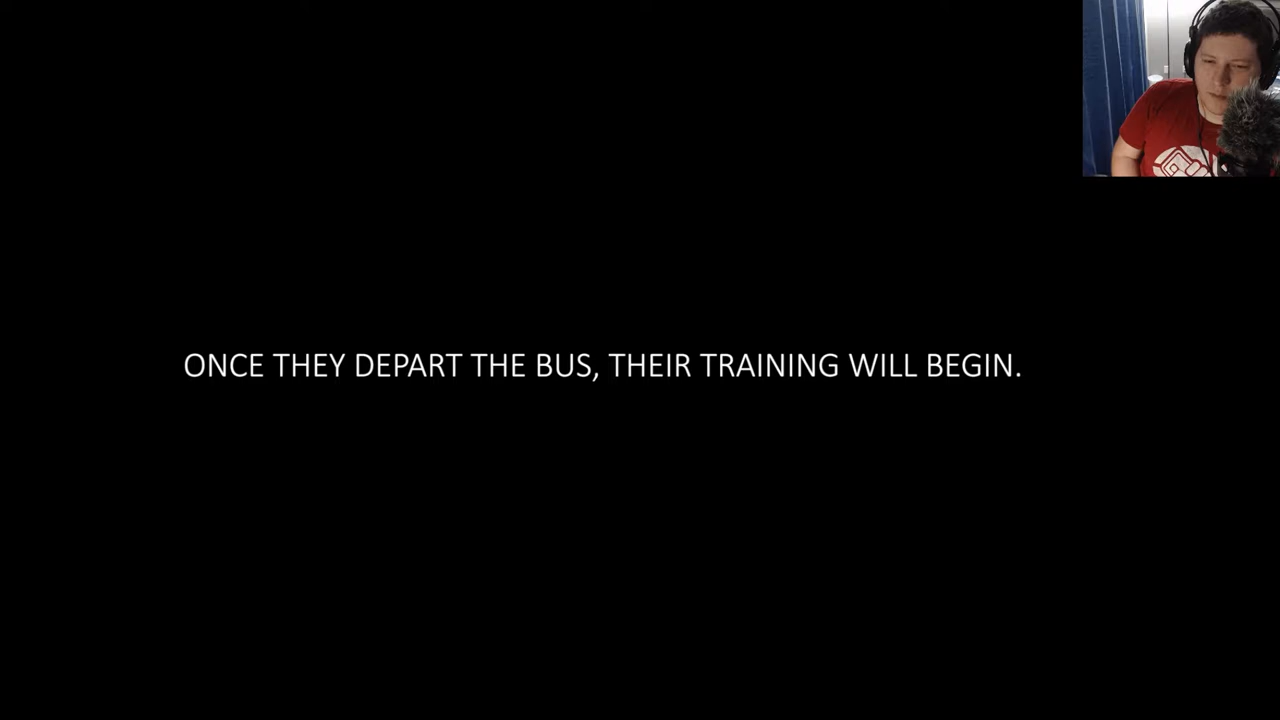 ONCE THEY DEPART THE BUS, THEIR TRAINING WILL BEGIN.